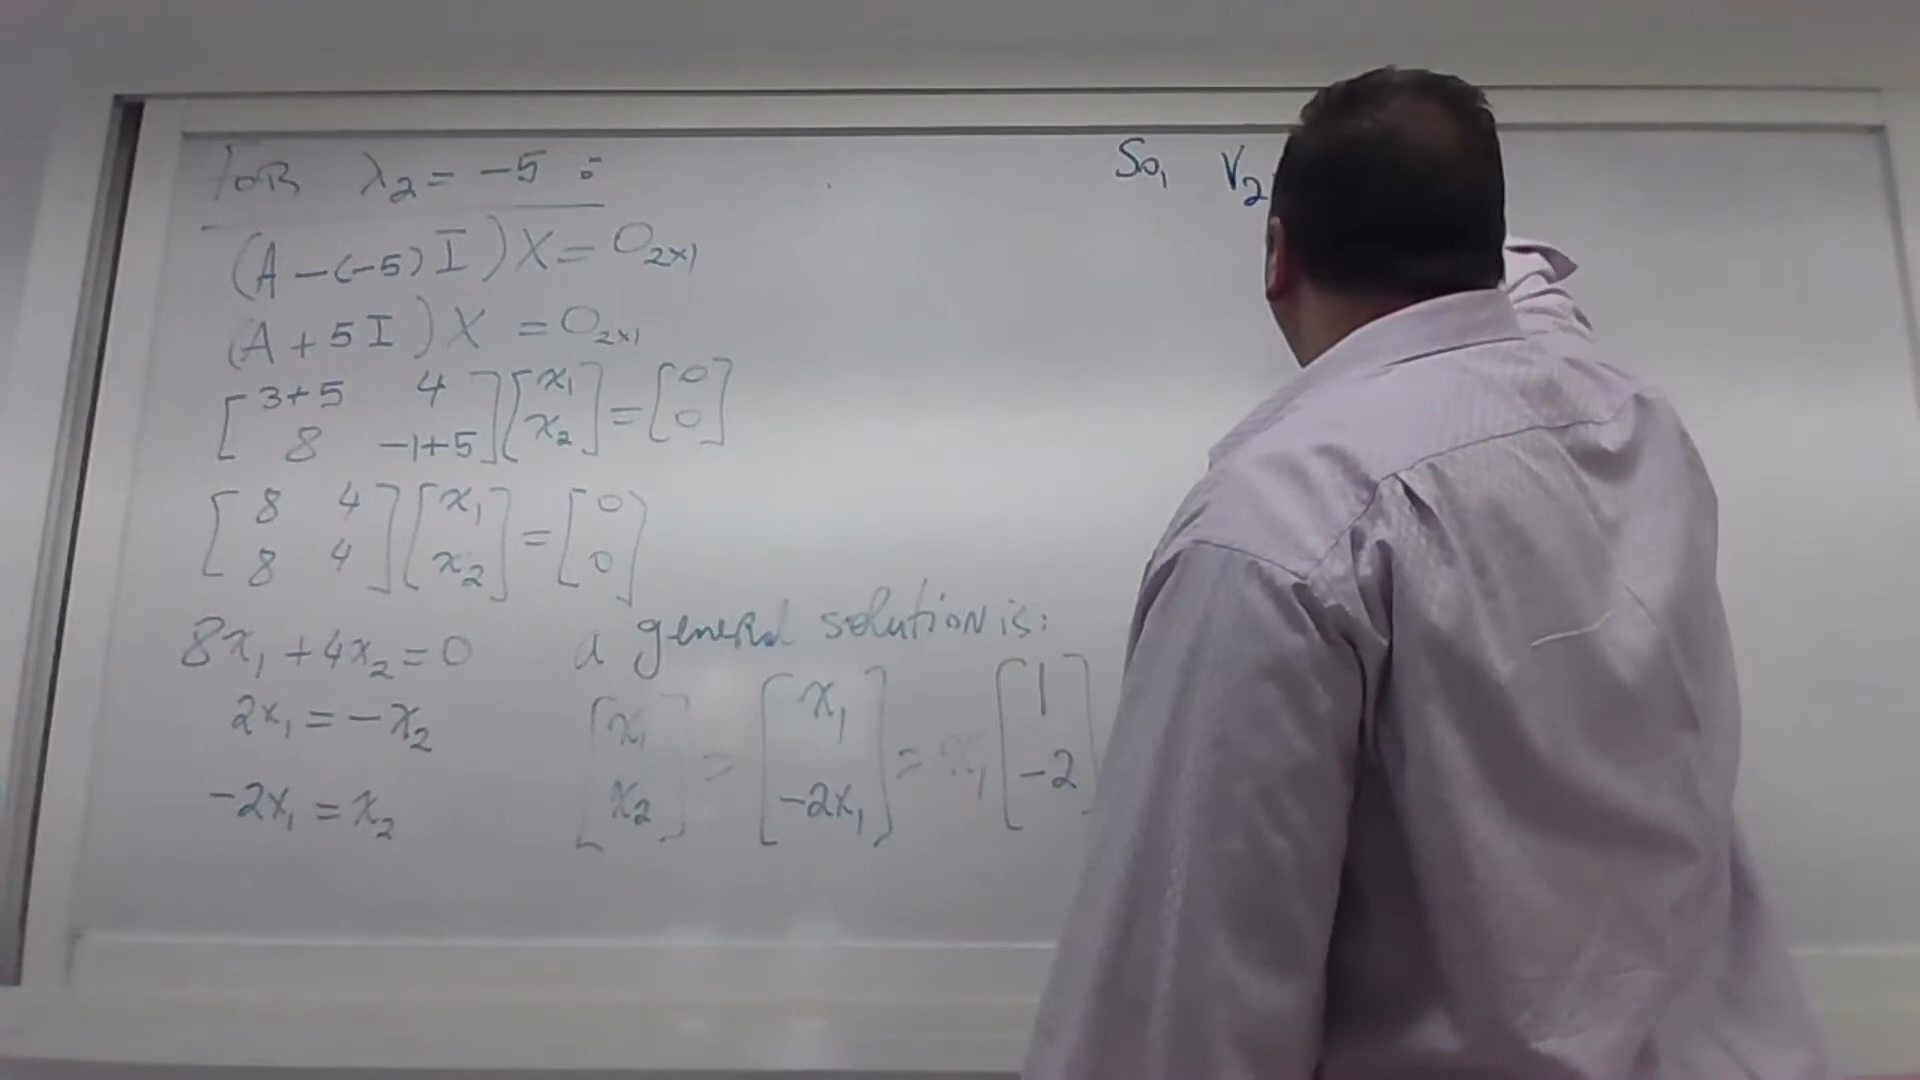 FOR λ₂ = -5 :
(A - (-5) I) X = O₂ₓ₁
(A + 5 I) X = O₂ₓ₁
[3+5 4; 8 -1+5] [x₁; x₂] = [0; 0]
[8 4; 8 4] [x₁; x₂] = [0; 0]
8x₁ + 4x₂ = 0
2x₁ = -x₂
-2x₁ = x₂
a general solution is:
[x₁; x₂] = [x₁; -2x₁] = x₁ [1; -2]
So, V₂